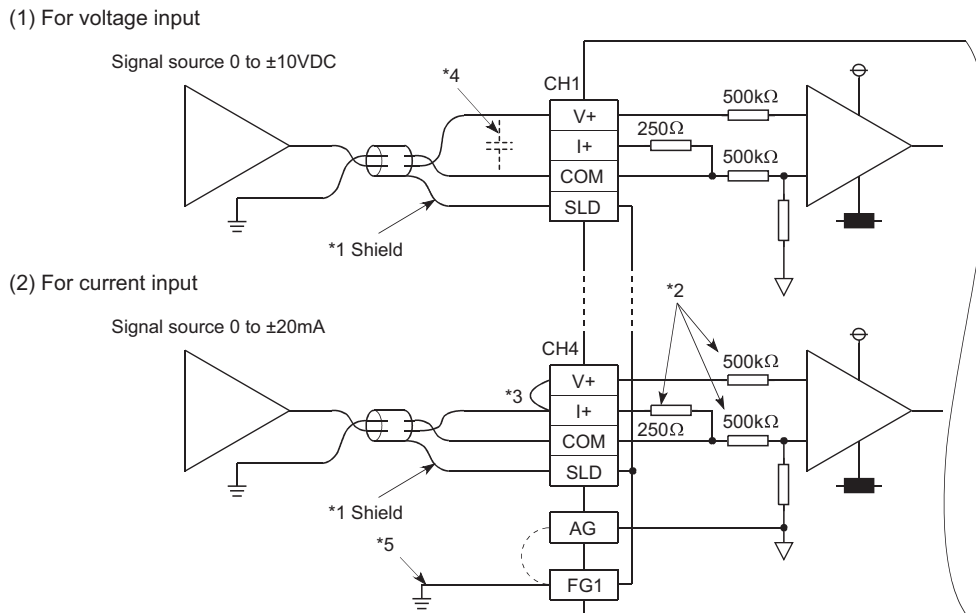 (1) For voltage input
Signal source 0 to ±10VDC
*4
CH1
V+
I+
COM
SLD
500kΩ
250Ω
500kΩ
*1 Shield
(2) For current input
Signal source 0 to ±20mA
*2
CH4
*3
V+
I+
COM
SLD
500kΩ
250Ω
500kΩ
*1 Shield
AG
*5
FG1